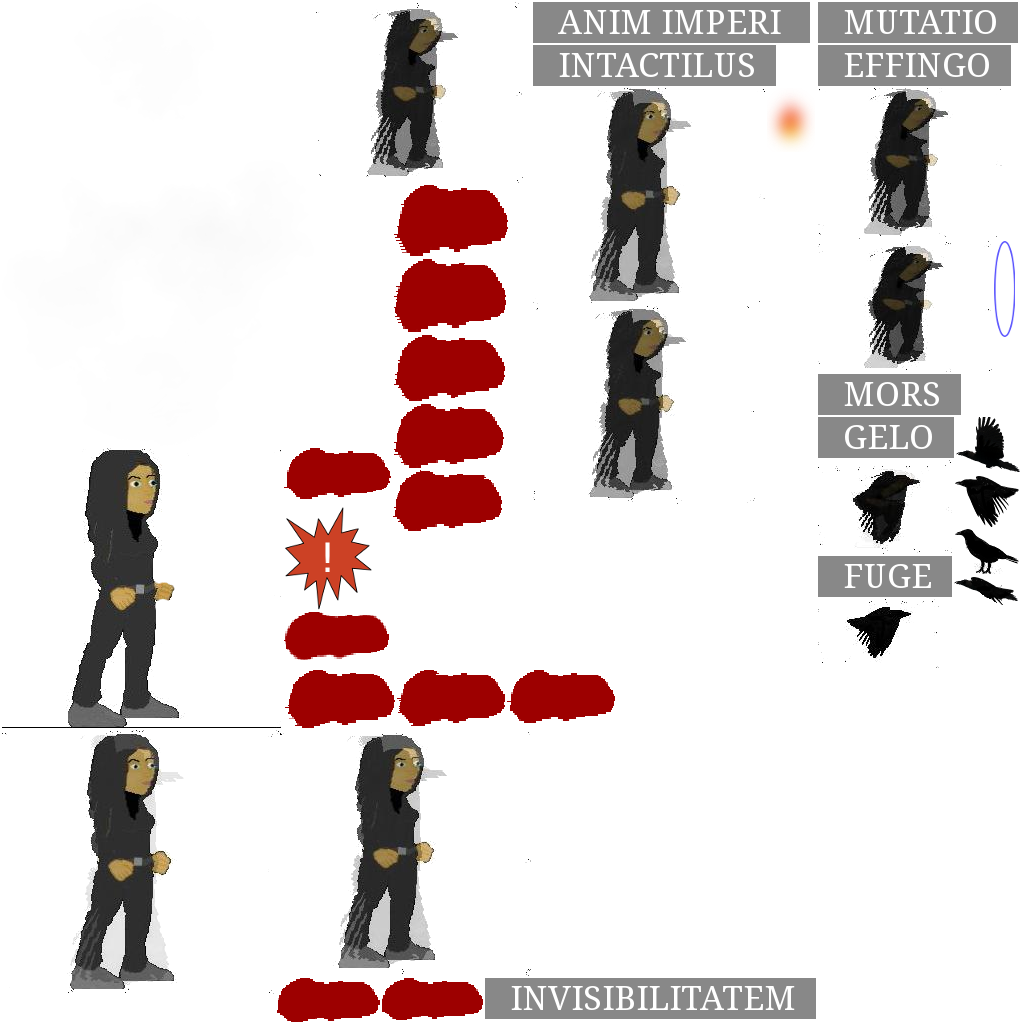 ANIM IMPERI
INTACTILUS
MUTATIO
EFFINGO
MORS
GELO
FUGE
!
INVISIBILITATEM